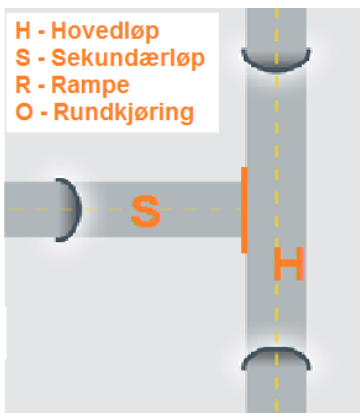 H - Hovedløp
S - Sekundærløp
R - Rampe
O - Rundkjøring
S
H